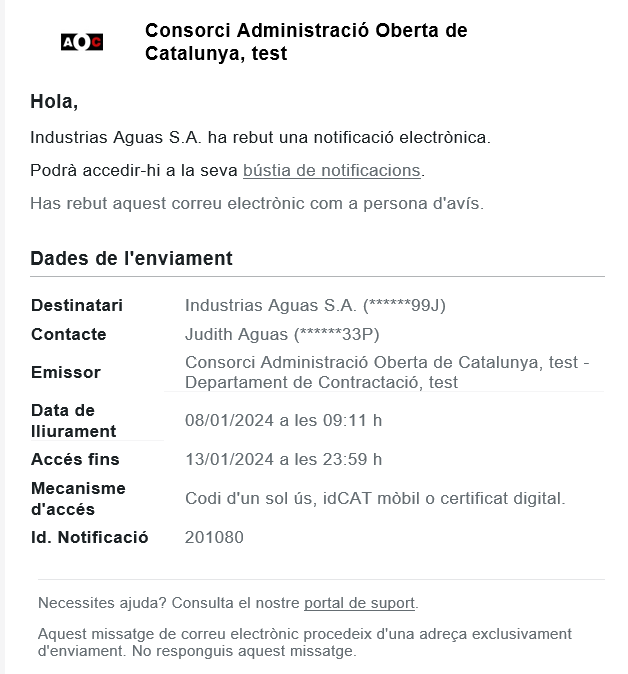 AOC
Consorci Administració Oberta de
Catalunya, test
Hola,
Industrias Aguas S.A. ha rebut una notificació electrònica.
Podrà accedir-hi a la seva bústia de notificacions.
Has rebut aquest correu electrònic com a persona d'avís.
Dades de l'enviament
Destinatari Industrias Aguas S.A. (******99J)
Contacte Judith Aguas (******33P)
Emissor Consorci Administració Oberta de Catalunya, test -
Departament de Contractació, test
Data de
lliurament 08/01/2024 a les 09:11 h
Accés fins 13/01/2024 a les 23:59 h
Mecanisme
d'accés Codi d'un sol ús, idCAT mòbil o certificat digital.
Id. Notificació 201080
Necessites ajuda? Consulta el nostre portal de suport.
Aquest missatge de correu electrònic procedeix d'una adreça exclusivament
d'enviament. No responguis aquest missatge.